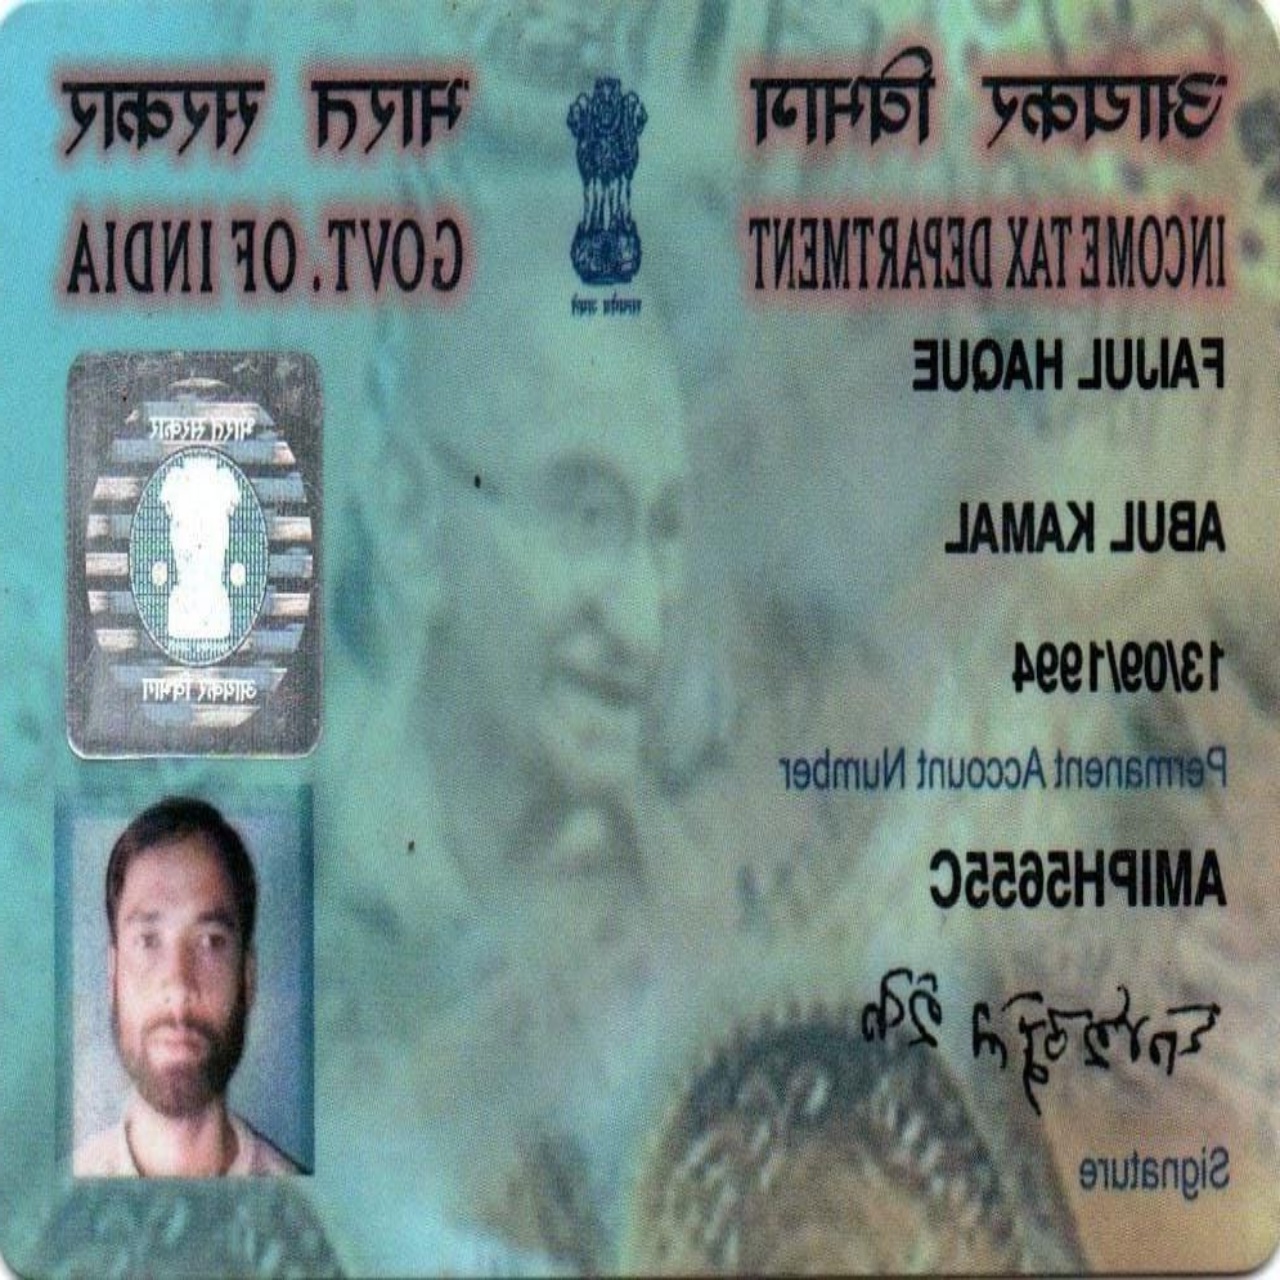 आयकर विभाग
INCOME TAX DEPARTMENT
भारत सरकार
GOVT. OF INDIA
सत्यमेव जयते
FAIJUL HAQUE
ABUL KAMAL
13/09/1994
Permanent Account Number
AMIPH5655C
Signature
भारत सरकार
आयकर विभाग